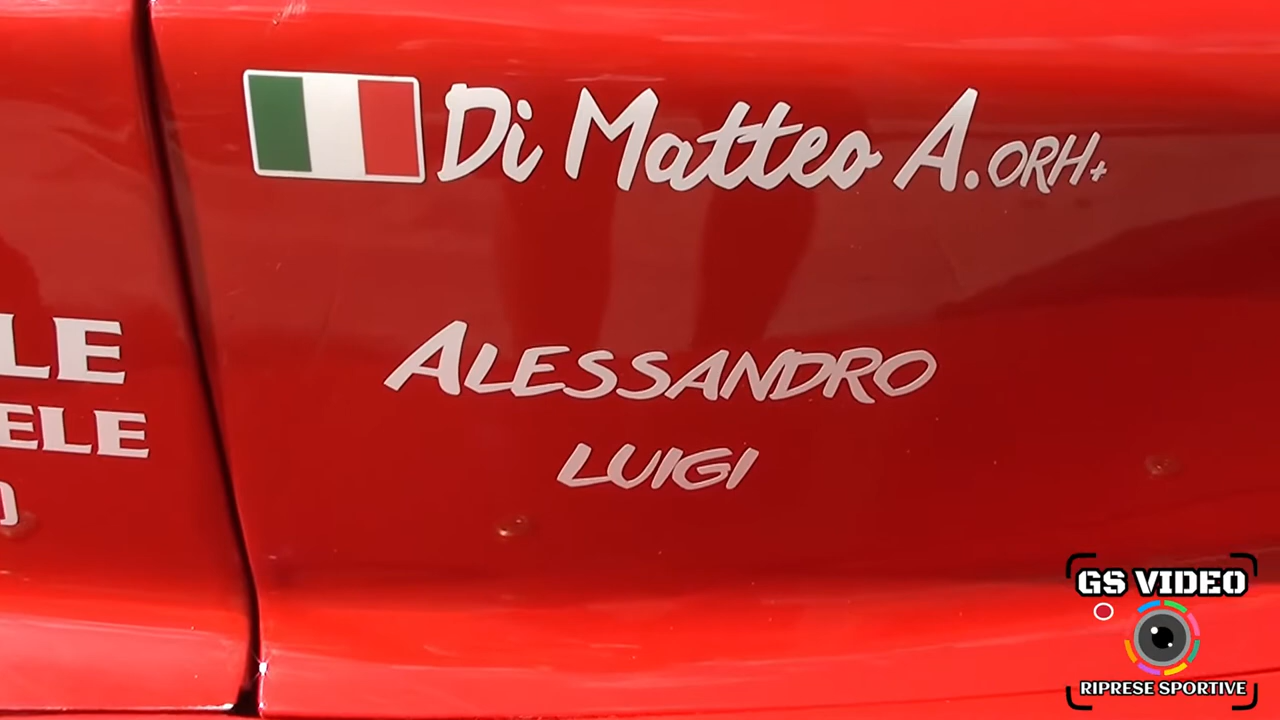 Di Matteo A. ORH+
ALESSANDRO
LUIGI
LE
ELE
GS VIDEO
RIPRESE SPORTIVE